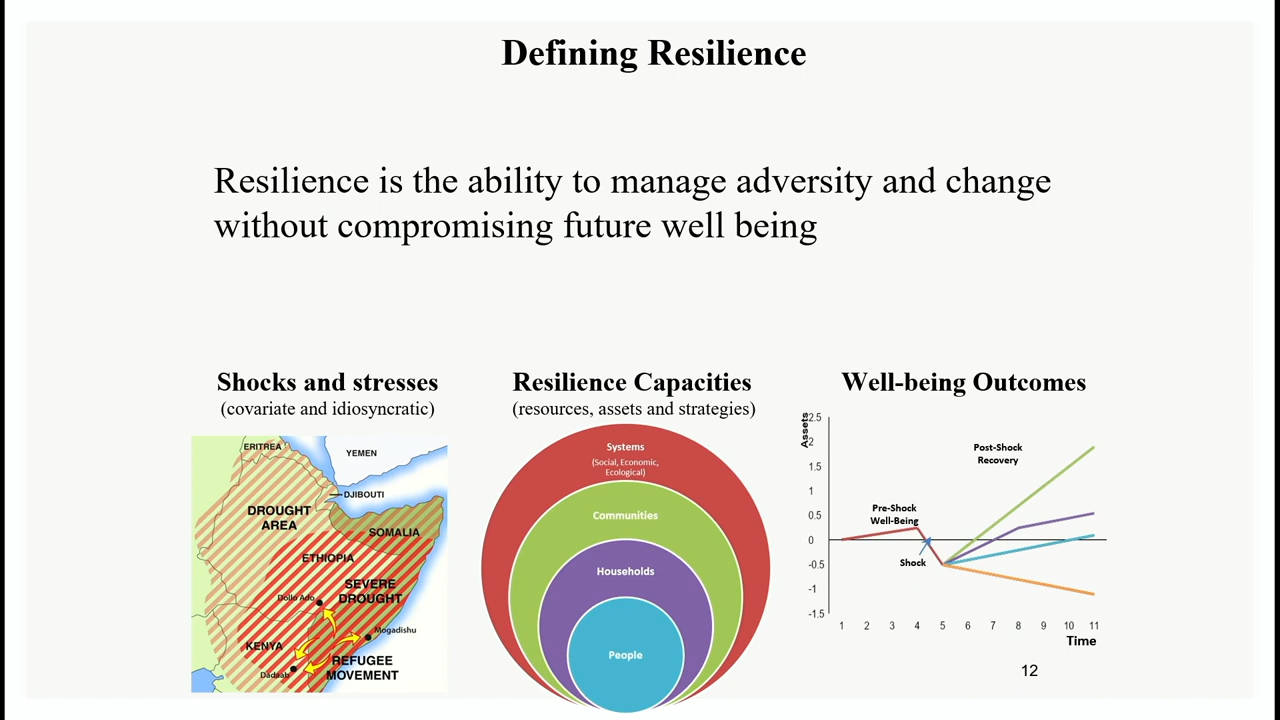 Defining Resilience
Resilience is the ability to manage adversity and change
without compromising future well being
Shocks and stresses
(covariate and idiosyncratic)
ERITREA
YEMEN
DJIBOUTI
DROUGHT
AREA
SOMALIA
ETHIOPIA
SEVERE
DROUGHT
Dollo Ado
Mogadishu
KENYA
REFUGEE
MOVEMENT
Dadaab
Resilience Capacities
(resources, assets and strategies)
Systems
(Social, Economic,
Ecological)
Communities
Households
People
Well-being Outcomes
Assets
2.5
2
1.5
1
0.5
0
-0.5
-1
-1.5
Post-Shock
Recovery
Pre-Shock
Well-Being
Shock
1 2 3 4 5 6 7 8 9 10 11
Time
12